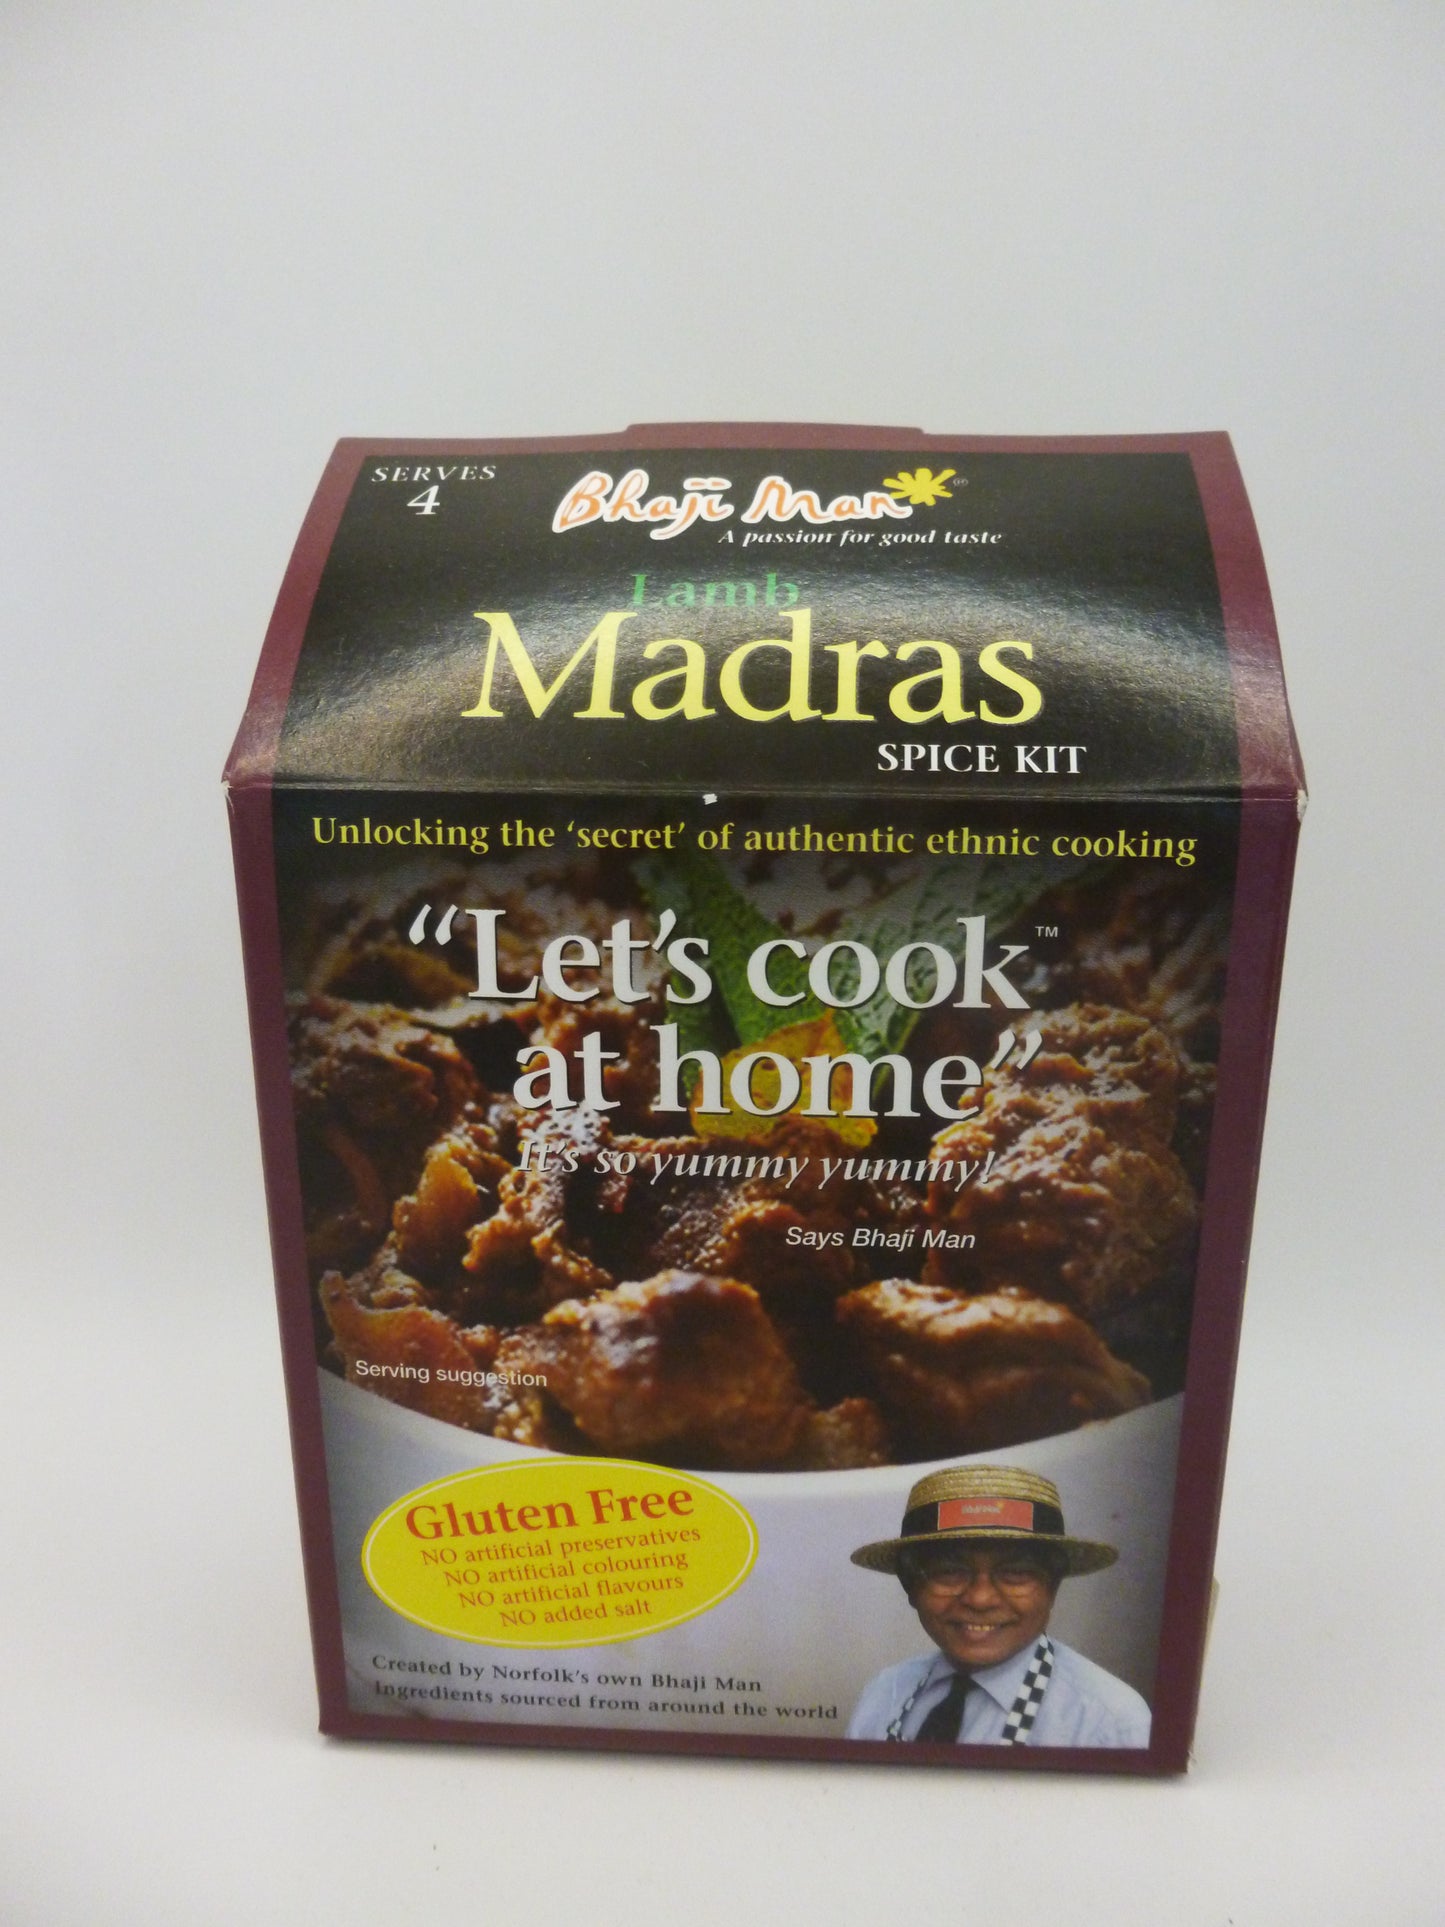 SERVES
4
Bhaji Man ®
A passion for good taste
Lamb
Madras
SPICE KIT
Unlocking the ‘secret’ of authentic ethnic cooking
“Let’s cook™
at home”
It’s so yummy yummy!
Says Bhaji Man
Serving suggestion
Gluten Free
NO artificial preservatives
NO artificial colouring
NO artificial flavours
NO added salt
Created by Norfolk’s own Bhaji Man
Ingredients sourced from around the world
Bhaji Man